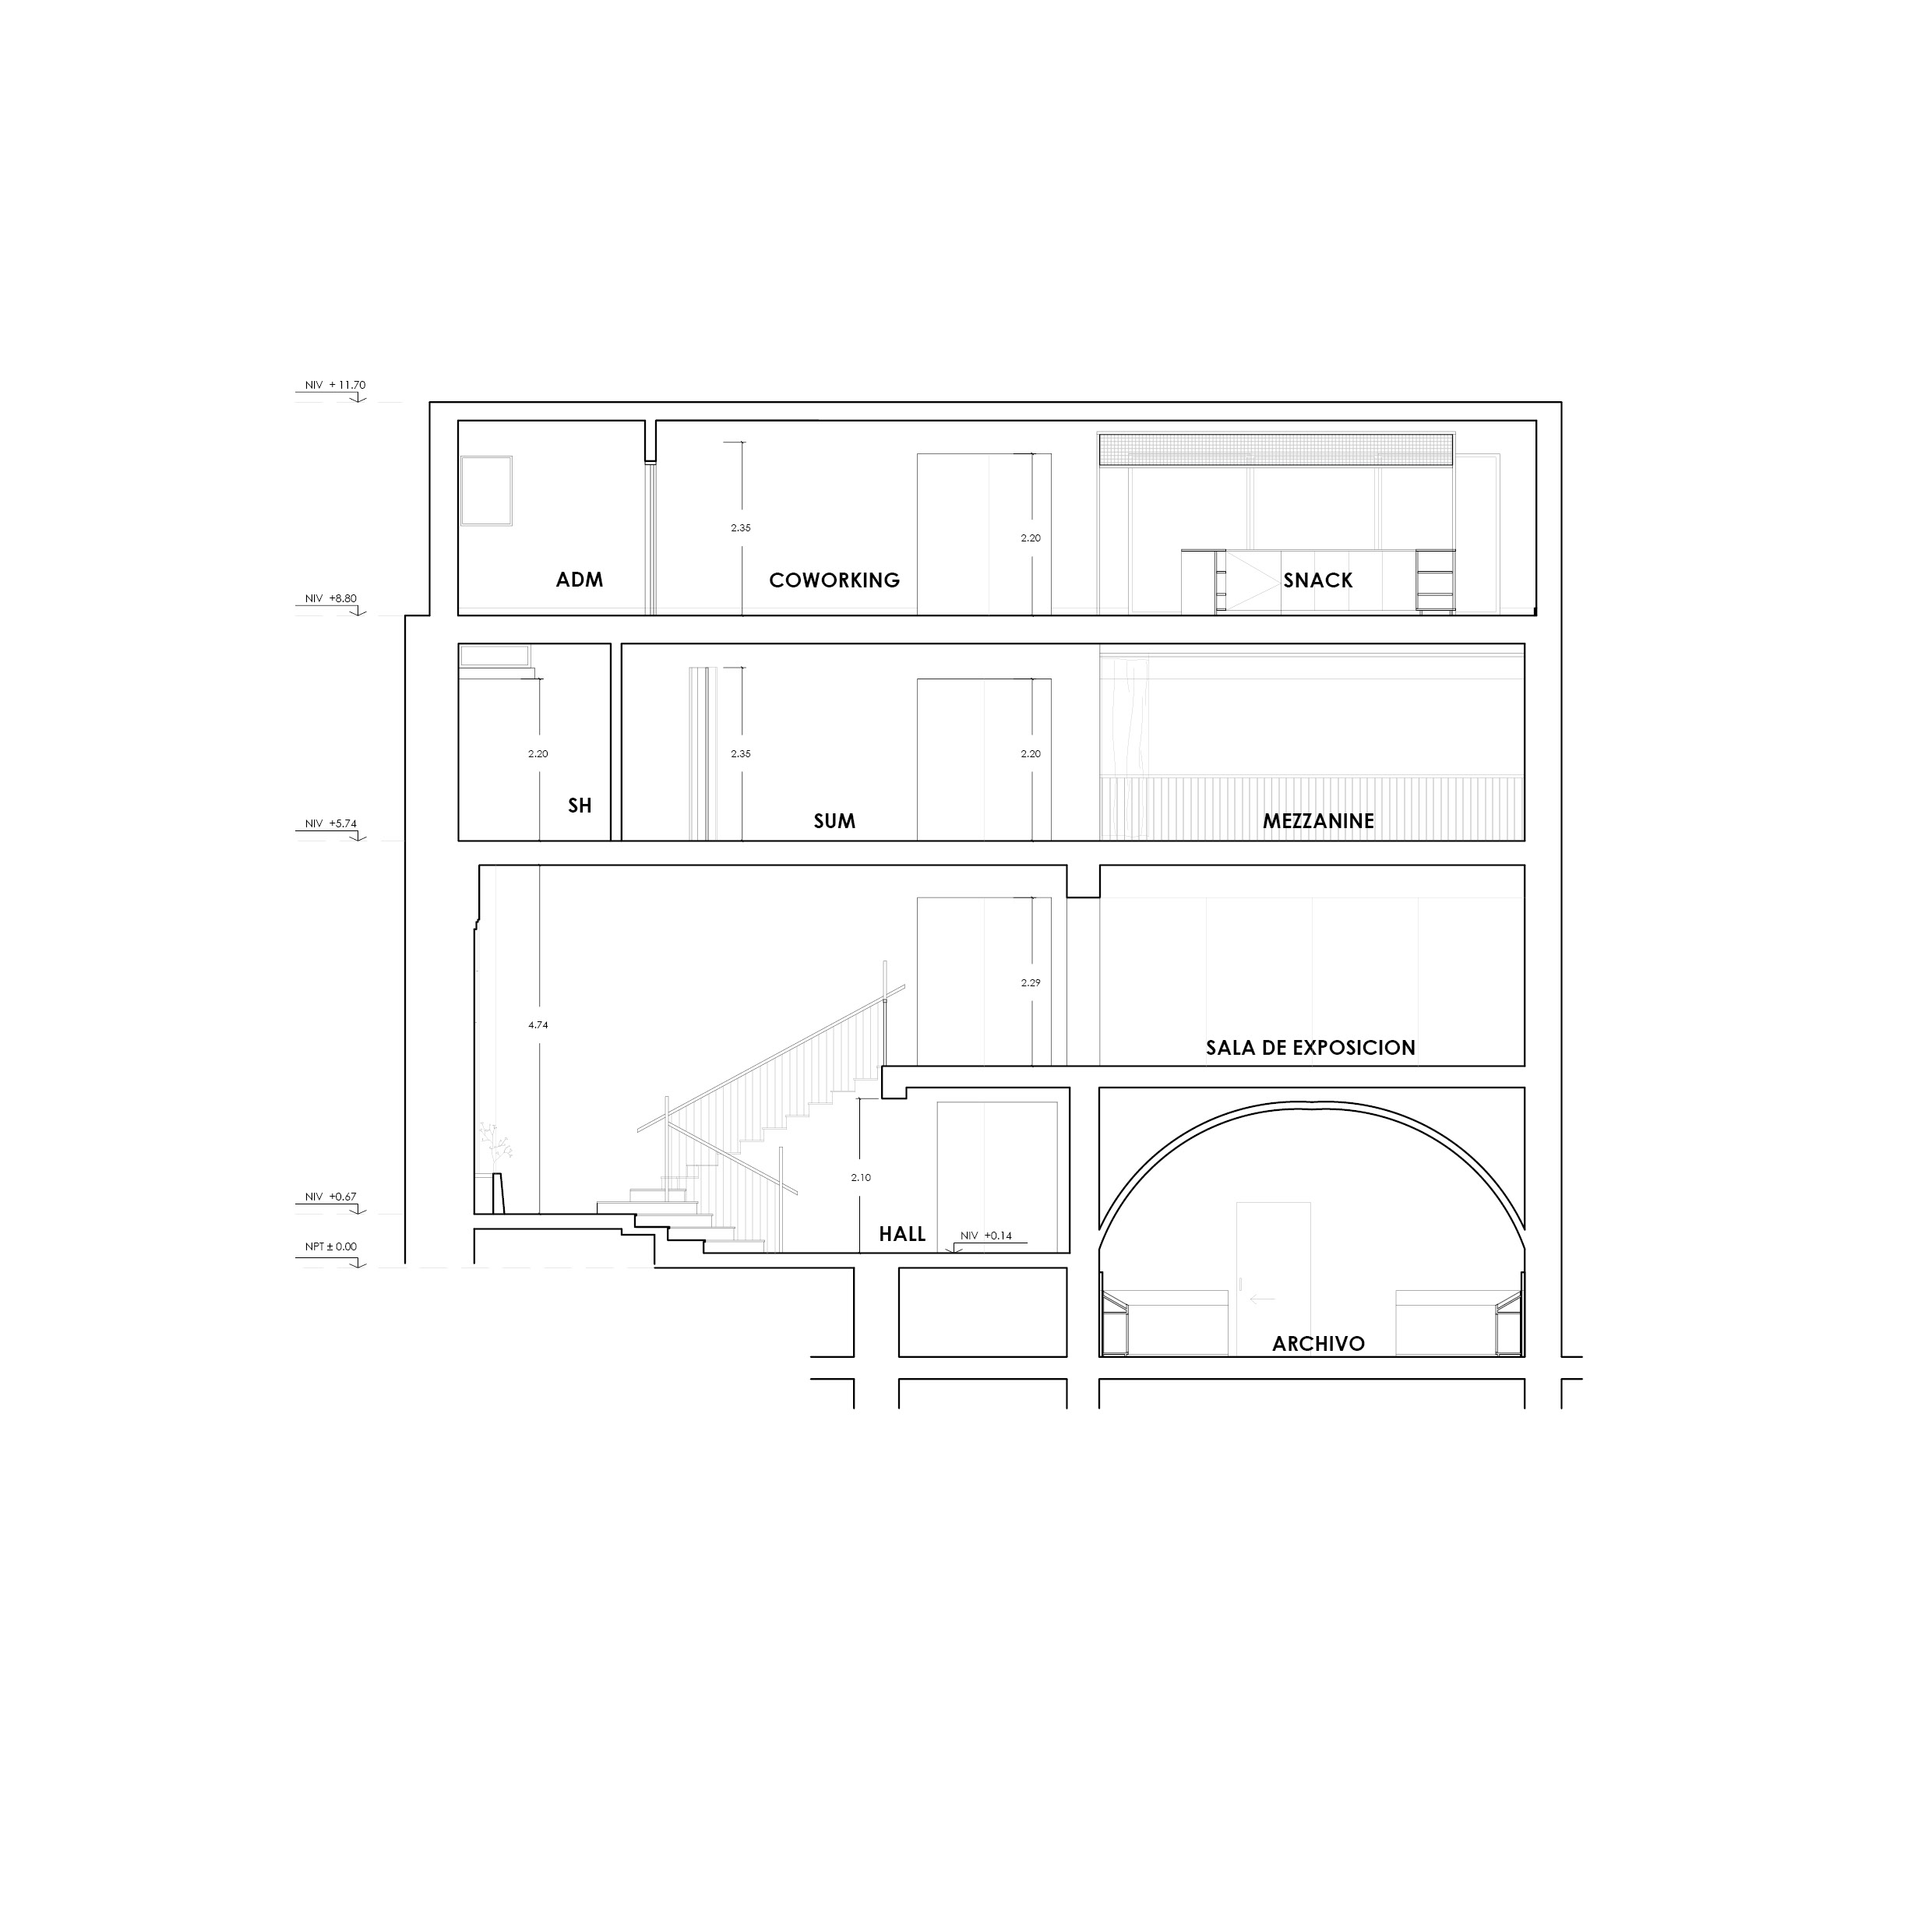 NIV + 11.70
2.35
2.20
ADM
COWORKING
SNACK
NIV +8.80
2.20
2.35
2.20
SH
SUM
MEZZANINE
NIV +5.74
2.29
4.74
SALA DE EXPOSICION
2.10
NIV +0.67
HALL
NIV +0.14
NPT ± 0.00
ARCHIVO